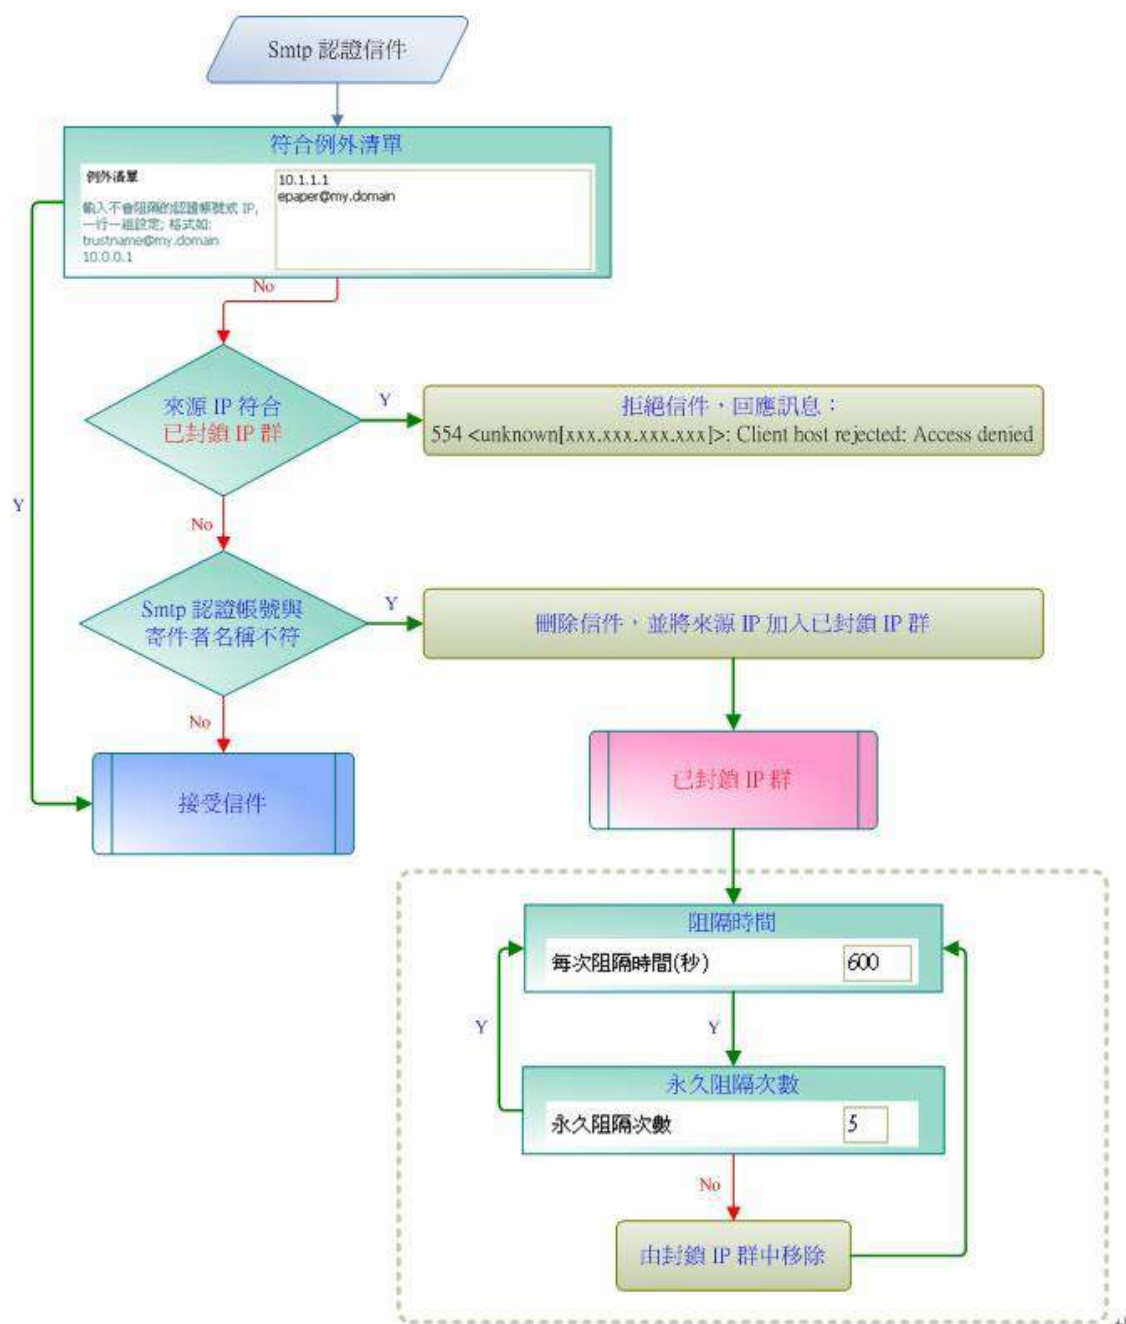 Smtp 認證信件
符合例外清單
例外清單
輸入不會阻隔的認證帳號或 IP,
一行一組設定; 格式如:
trustname@my.domain
10.0.0.1
10.1.1.1
epaper@my.domain
No
來源 IP 符合
已封鎖 IP 群
Y
拒絕信件，回應訊息：
554 <unknown[xxx.xxx.xxx.xxx]>: Client host rejected: Access denied
Y
No
Smtp 認證帳號與
寄件者名稱不符
Y
刪除信件，並將來源 IP 加入已封鎖 IP 群
No
接受信件
已封鎖 IP 群
阻隔時間
每次阻隔時間(秒)
600
Y
Y
永久阻隔次數
永久阻隔次數
5
No
由封鎖 IP 群中移除